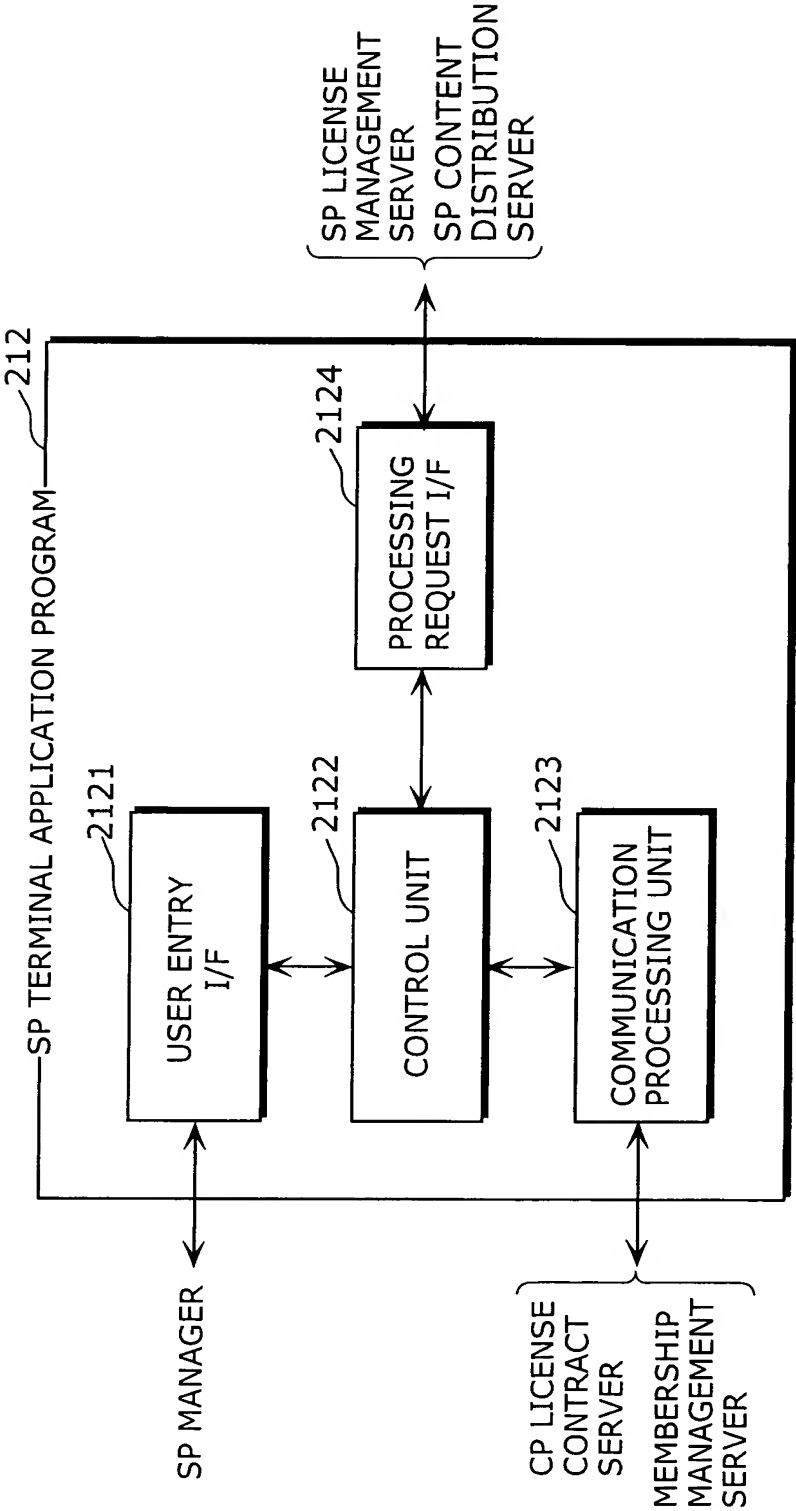 SP TERMINAL APPLICATION PROGRAM
212
SP MANAGER
2121
USER ENTRY
I/F
2122
CONTROL UNIT
2123
COMMUNICATION
PROCESSING UNIT
2124
PROCESSING
REQUEST I/F
CP LICENSE
CONTRACT
SERVER
MEMBERSHIP
MANAGEMENT
SERVER
SP LICENSE
MANAGEMENT
SERVER
SP CONTENT
DISTRIBUTION
SERVER